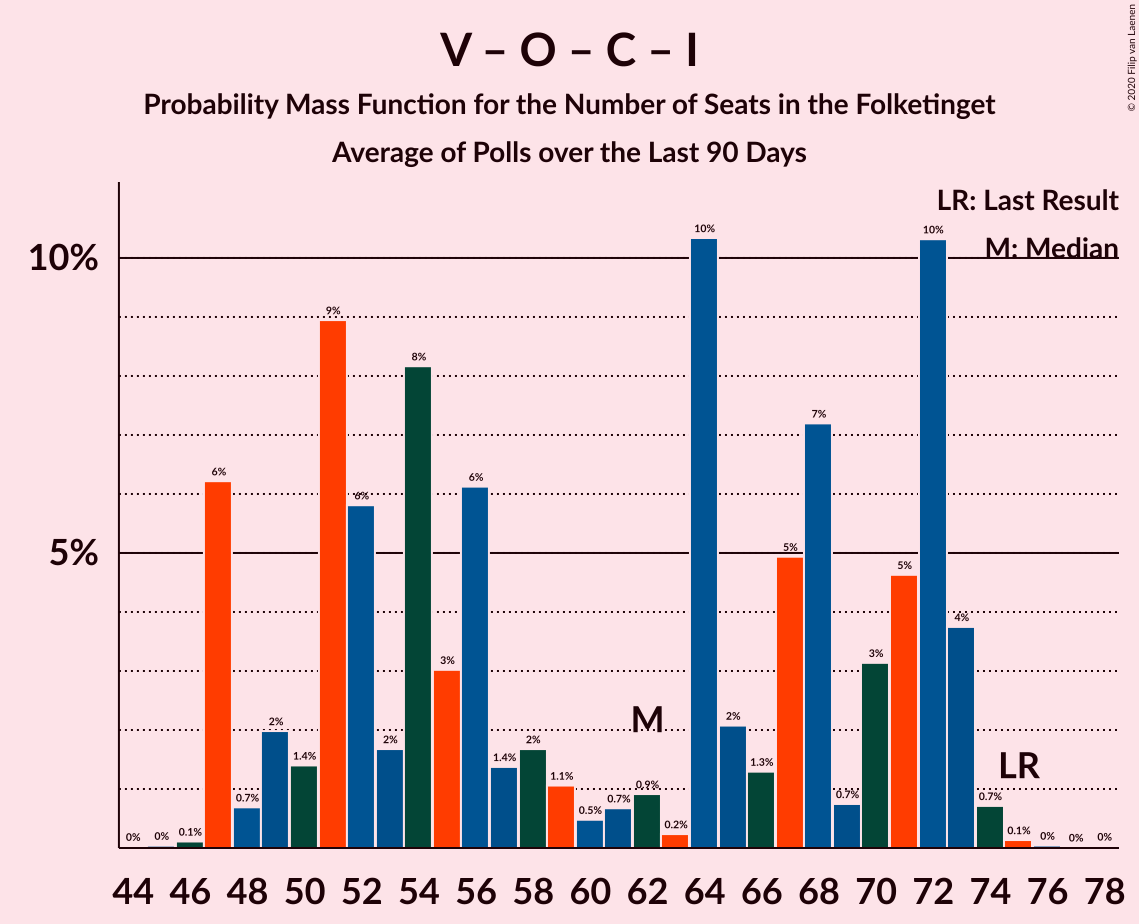 V – O – C – I
Probability Mass Function for the Number of Seats in the Folketinget
Average of Polls over the Last 90 Days
© 2020 Filip van Laenen
LR: Last Result
M: Median
10%
5%
0% 0% 0.1% 6% 0.7% 2% 1.4% 9% 6% 2% 8% 3% 6% 1.4% 2% 1.1% 0.5% 0.7% 0.9% 0.2% 10% 2% 1.3% 5% 7% 0.7% 3% 5% 10% 4% 0.7% 0.1% 0% 0% 0%
M
LR
44 46 48 50 52 54 56 58 60 62 64 66 68 70 72 74 76 78